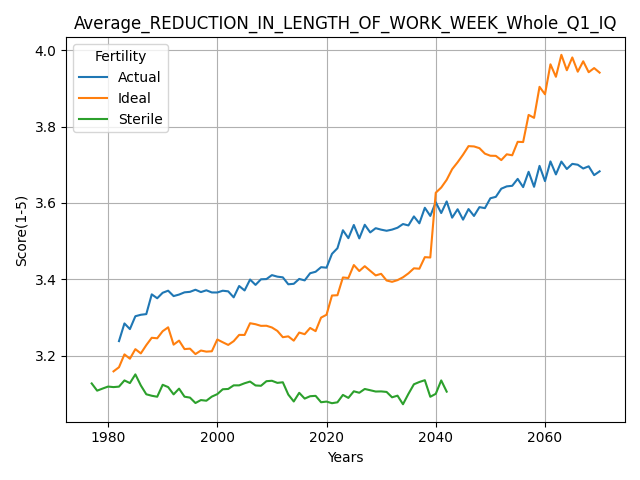 Average_REDUCTION_IN_LENGTH_OF_WORK_WEEK_Whole_Q1_IQ
Fertility
Actual
Ideal
Sterile
4.0
3.8
3.6
3.4
3.2
Score(1-5)
1980 2000 2020 2040 2060
Years